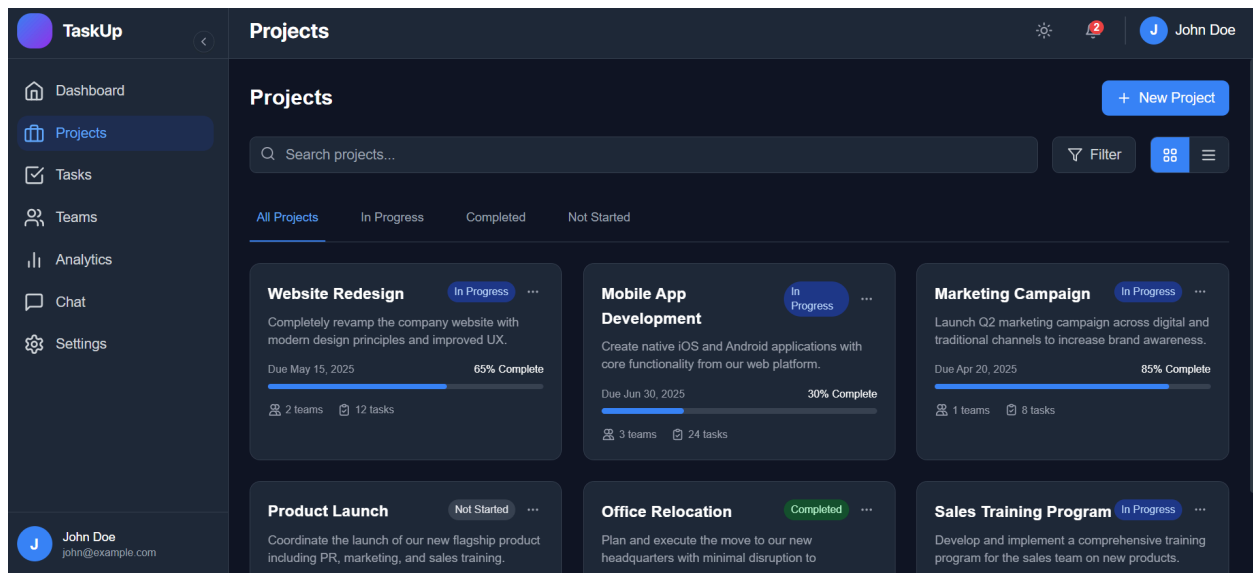 TaskUp
Projects
2
J
John Doe
Dashboard
Projects
Tasks
Teams
Analytics
Chat
Settings
J
John Doe
john@example.com
Projects
+ New Project
Search projects...
Filter
All Projects
In Progress
Completed
Not Started
Website Redesign
In Progress
...
Completely revamp the company website with
modern design principles and improved UX.
Due May 15, 2025
65% Complete
2 teams
12 tasks
Mobile App
Development
In
Progress
...
Create native iOS and Android applications with
core functionality from our web platform.
Due Jun 30, 2025
30% Complete
3 teams
24 tasks
Marketing Campaign
In Progress
...
Launch Q2 marketing campaign across digital and
traditional channels to increase brand awareness.
Due Apr 20, 2025
85% Complete
1 teams
8 tasks
Product Launch
Not Started
...
Coordinate the launch of our new flagship product
including PR, marketing, and sales training.
Office Relocation
Completed
...
Plan and execute the move to our new
headquarters with minimal disruption to
Sales Training Program
In Progress
...
Develop and implement a comprehensive training
program for the sales team on new products.